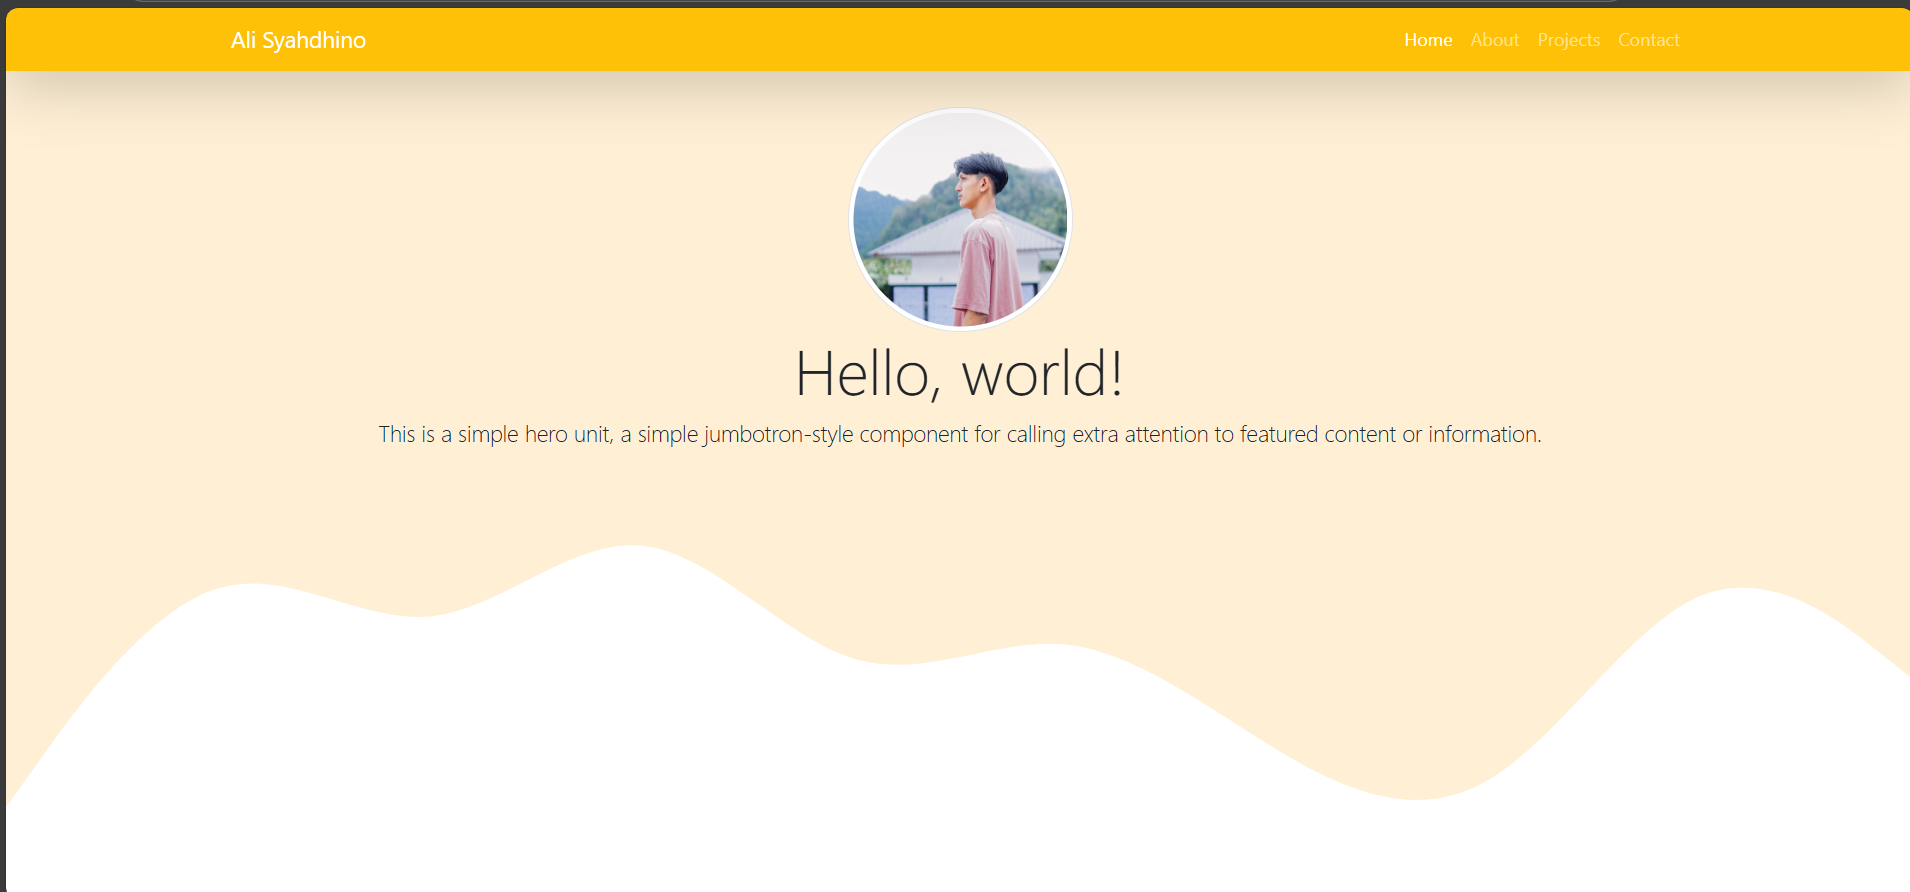 Ali Syahdhino
Home About Projects Contact
Hello, world!
This is a simple hero unit, a simple jumbotron-style component for calling extra attention to featured content or information.